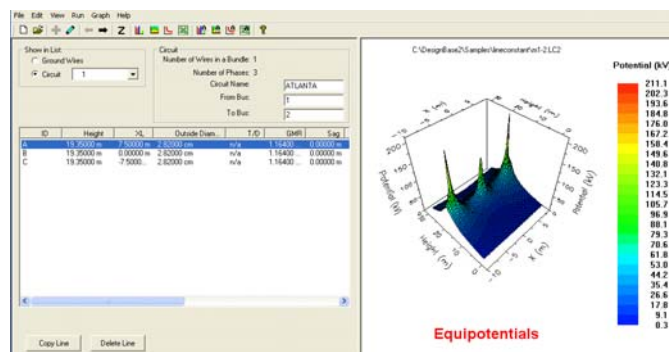 File Edit View Run Graph Help
Show in List:
Ground Wires
Circuit 1
Circuit
Number of Wires in a Bundle: 1
Number of Phases: 3
Circuit Name: ATLANTA
From Bus: 1
To Bus: 2
ID Height XL Outside Diam... T/D GMR Sag
A 19.35000 m 7.50000 m 2.82000 cm n/a 1.16400 ... 0.00000 m
B 19.35000 m 0.00000 m 2.82000 cm n/a 1.16400 ... 0.00000 m
C 19.35000 m -7.5000... 2.82000 cm n/a 1.16400 ... 0.00000 m
Copy Line Delete Line
C:\DesignBase2\Samples\lineconstant\m1-2.LC2
Potential (kV)
211.1
202.3
193.6
184.8
176.0
167.2
158.4
149.6
140.8
132.1
123.3
114.5
105.7
96.9
88.1
79.3
70.6
61.8
53.0
44.2
35.4
26.6
17.8
9.1
0.3
X (m)
Height (m)
Potential (kV)
Potential (kV)
Height (m)
X (m)
Equipotentials